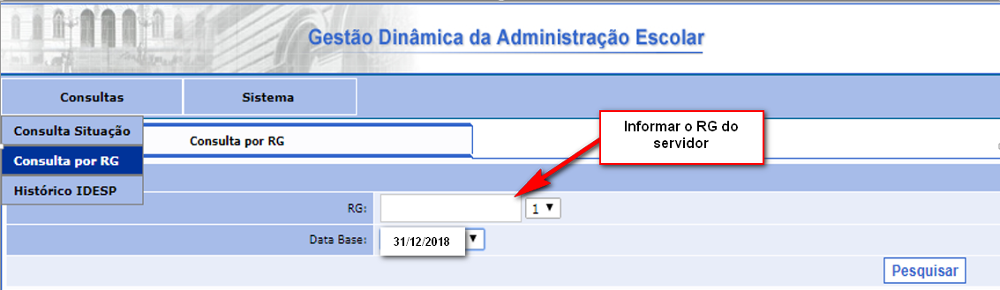 Gestão Dinâmica da Administração Escolar
Consultas
Sistema
Consulta Situação
Consulta por RG
Histórico IDESP
Consulta por RG
Informar o RG do
servidor
RG:
1
Data Base:
31/12/2018
Pesquisar